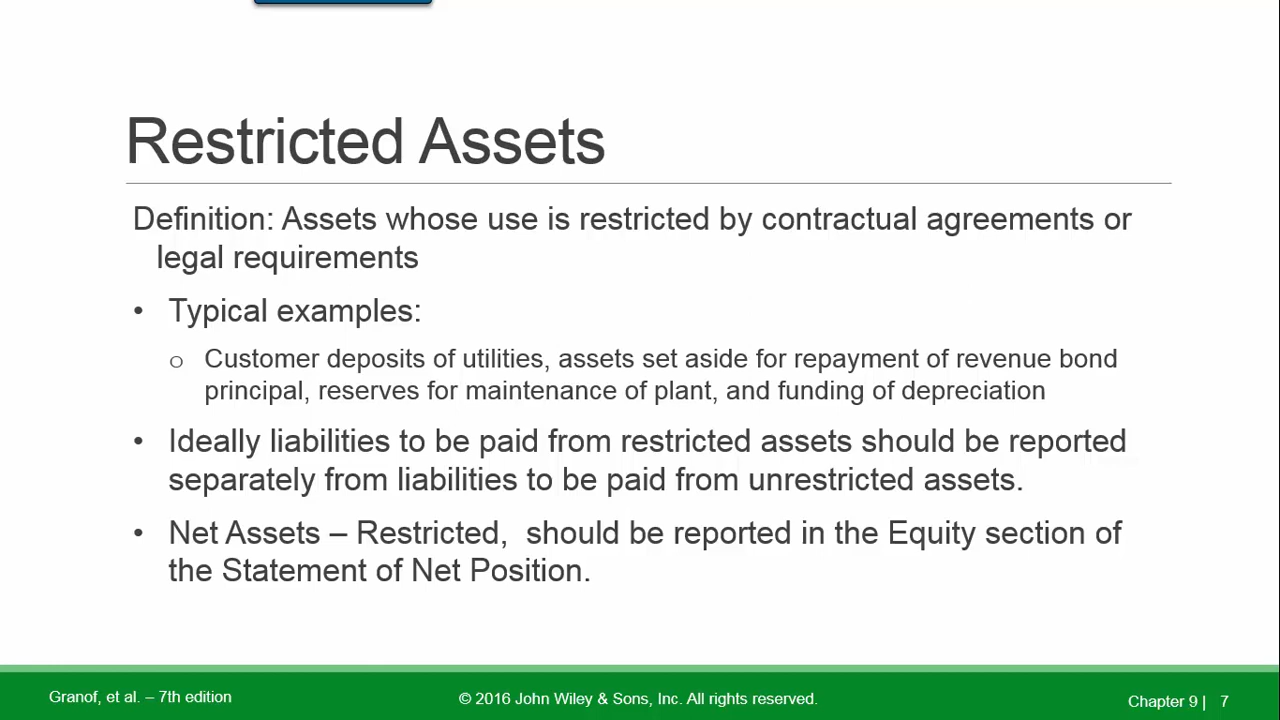 Restricted Assets
Definition: Assets whose use is restricted by contractual agreements or
legal requirements
• Typical examples:
o Customer deposits of utilities, assets set aside for repayment of revenue bond
principal, reserves for maintenance of plant, and funding of depreciation
• Ideally liabilities to be paid from restricted assets should be reported
separately from liabilities to be paid from unrestricted assets.
• Net Assets – Restricted,  should be reported in the Equity section of
the Statement of Net Position.
Granof, et al. – 7th edition
© 2016 John Wiley & Sons, Inc. All rights reserved.
Chapter 9 | 7